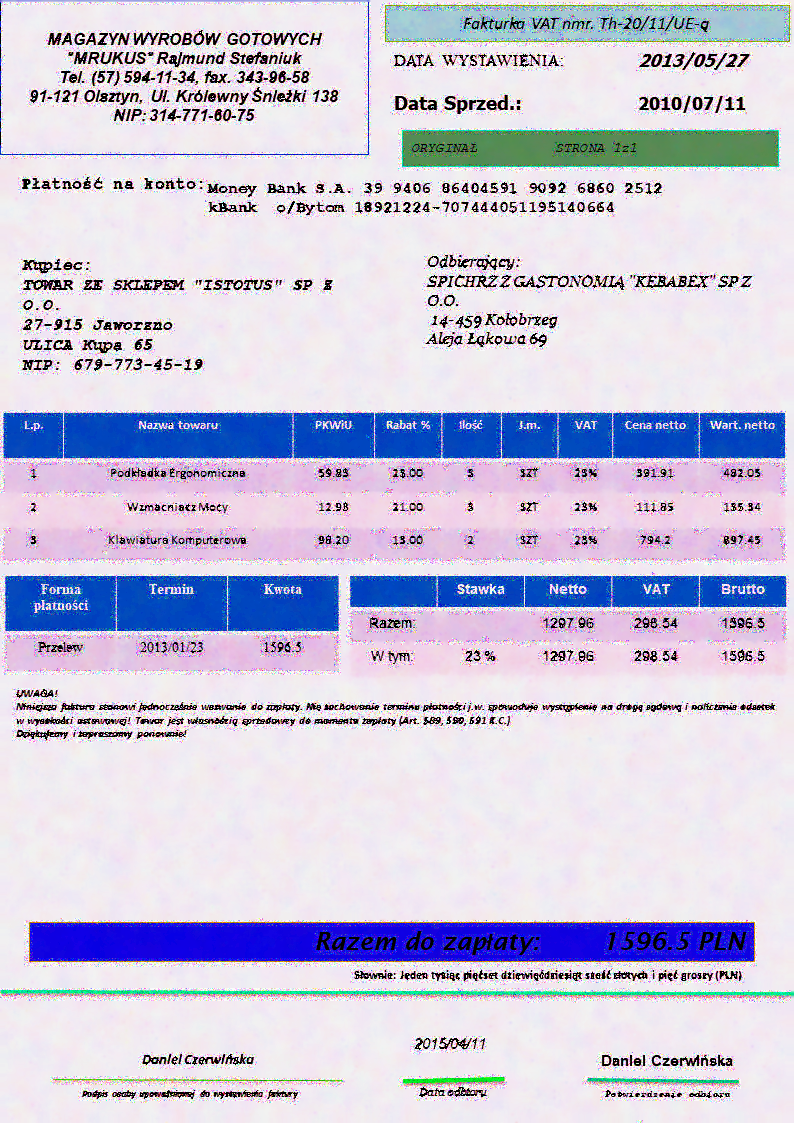 MAGAZYN WYROBÓW GOTOWYCH
"MRUKUS" Rajmund Stefaniuk
Tel. (57) 594-11-34, fax. 343-96-58
91-121 Olsztyn, Ul. Królewny Śnieżki 138
NIP: 314-771-60-75
Fakturka VAT nmr. Th-20/11/UE-q
DATA WYSTAWIENIA: 2013/05/27
Data Sprzed.: 2010/07/11
ORYGINAŁ STRONA 1z1
Płatność na konto: Money Bank S.A. 39 9406 86404591 9092 6860 2512
kBank o/Bytom 18921224-707444051195140664
Kupiec:
TOWAR ZE SKLEPEM "ISTOTUS" SP Z
O.O.
27-915 Jaworzno
ULICA Kupa 65
NIP: 679-773-45-19
Odbierający:
SPICHRZ Z GASTONOMIĄ "KEBABEX" SP Z
O.O.
14-459 Kołobrzeg
Aleja Łąkowa 69
L.p. Nazwa towaru PKWiU Rabat % Ilość J.m. VAT Cena netto Wart. netto
1 Podkładka Ergonomiczna 59.83 23.00 SZT 23% 391.91 482.05
2 Wzmacniacz Mocy 12.98 21.00 3 SZT 23% 111.85
3 Klawiatura Komputerowa 98.20 13.00 2 SZT 23% 794.2 897.45
Forma płatności Termin Kwota
Przelew 2013/01/23 1596.5
Stawka Netto VAT Brutto
Razem: 1297.96 298.54 1596.5
W tym: 23 % 1297.96 298.54 1596.5
UWAGA!
Niniejsza faktura stanowi jednocześnie wezwanie do zapłaty. Nie zachowanie terminu płatności j.w. spowoduje wystąpienie na drogę sądową i naliczenie odsetek
w wysokości ustawowej! Towar jest własnością sprzedawcy do momentu zapłaty (Art. 589, 590, 591 K.C.)
Dziękujemy i zapraszamy ponownie!
Razem do zapłaty: 1596.5 PLN
Słownie: Jeden tysiąc pięćset dziewięćdziesiąt sześć złotych i pięć groszy (PLN)
Daniel Czerwińska
Podpis osoby upoważnionej do wystawienia faktury
2015/04/11
Data odbioru
Daniel Czerwińska
Potwierdzenie odbioru